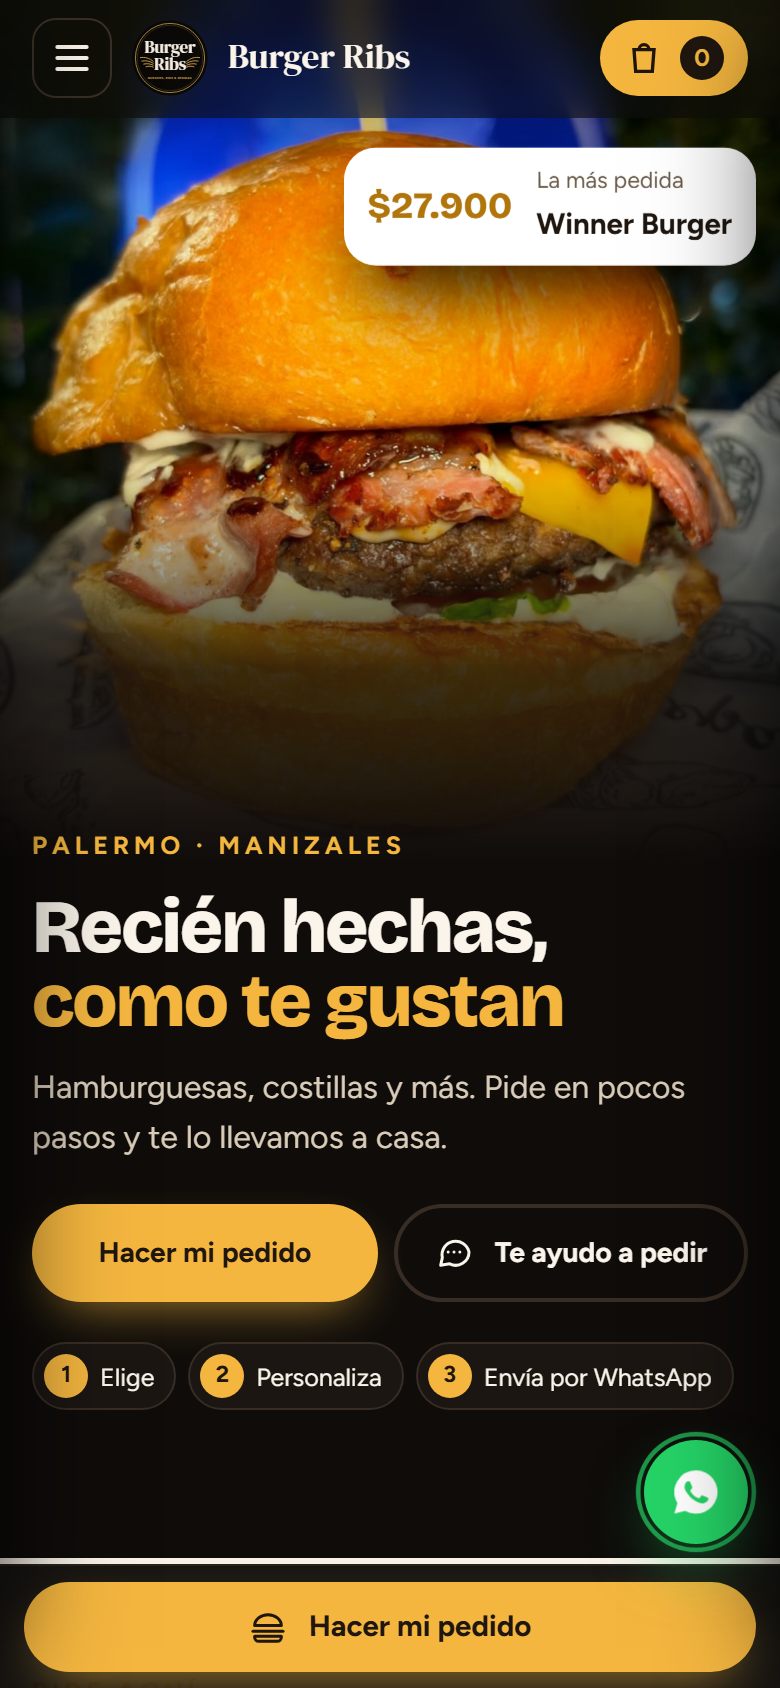 Burger
Ribs
Burger Ribs
0
La más pedida
$27.900
Winner Burger
PALERMO · MANIZALES
Recién hechas,
como te gustan
Hamburguesas, costillas y más. Pide en pocos
pasos y te lo llevamos a casa.
Hacer mi pedido
Te ayudo a pedir
1 Elige
2 Personaliza
3 Envía por WhatsApp
Hacer mi pedido